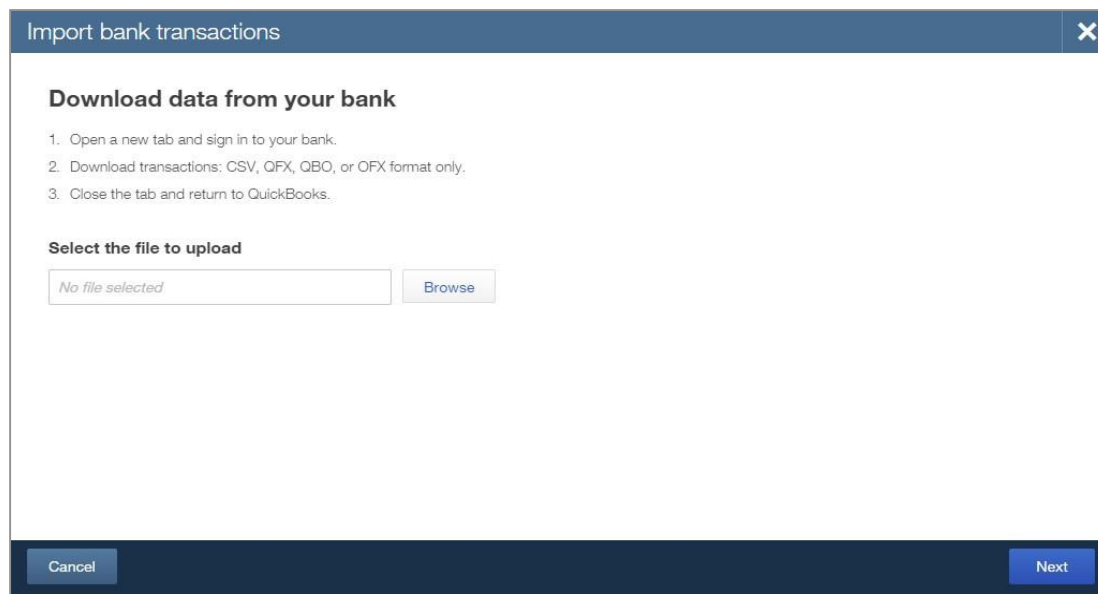 Import bank transactions
Download data from your bank
1. Open a new tab and sign in to your bank.
2. Download transactions: CSV, QFX, QBO, or OFX format only.
3. Close the tab and return to QuickBooks.
Select the file to upload
No file selected
Browse
Cancel
Next